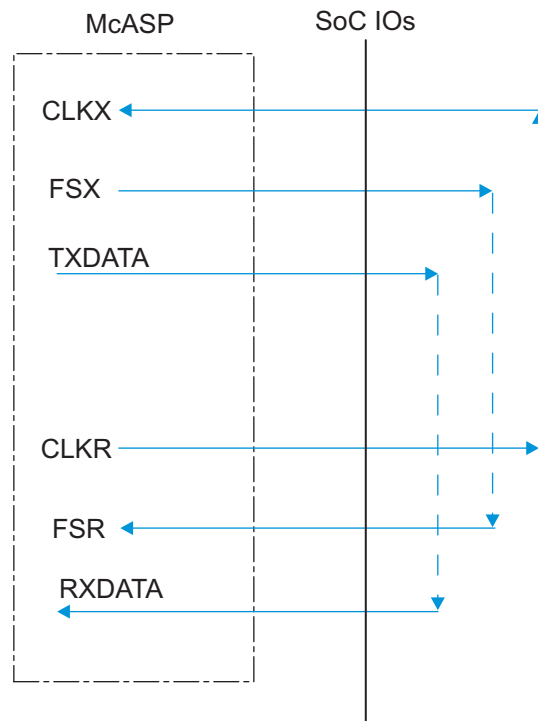 McASP
SoC IOs
CLKX
FSX
TXDATA
CLKR
FSR
RXDATA